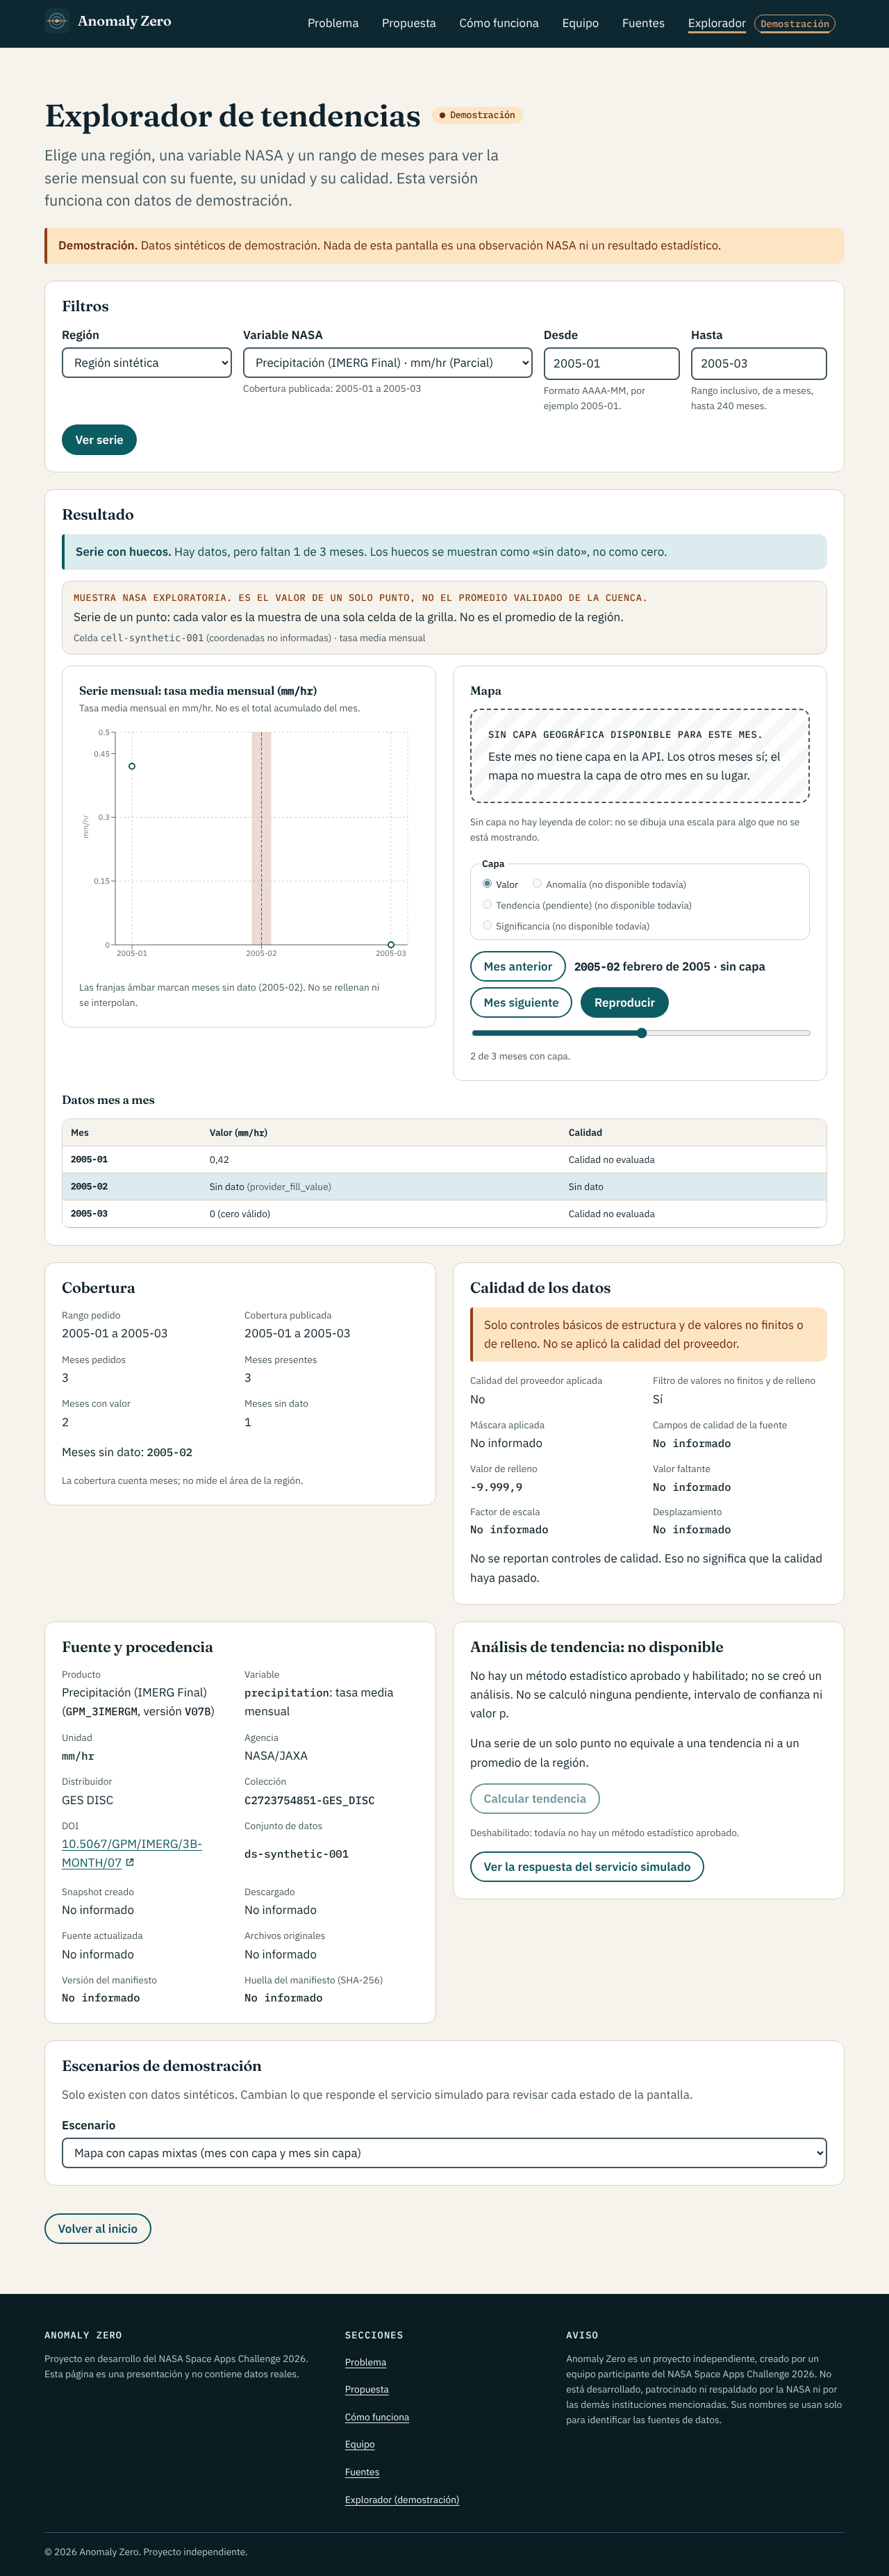 Anomaly Zero
Problema Propuesta Cómo funciona Equipo Fuentes Explorador Demostración
Explorador de tendencias Demostración
Elige una región, una variable NASA y un rango de meses para ver la
serie mensual con su fuente, su unidad y su calidad. Esta versión
funciona con datos de demostración.
Demostración. Datos sintéticos de demostración. Nada de esta pantalla es una observación NASA ni un resultado estadístico.
Filtros
Región
Región sintética
Variable NASA
Precipitación (IMERG Final) · mm/hr (Parcial)
Cobertura publicada: 2005-01 a 2005-03
Desde
2005-01
Formato AAAA-MM, por
ejemplo 2005-01.
Hasta
2005-03
Rango inclusivo, de a meses,
hasta 240 meses.
Ver serie
Resultado
Serie con huecos. Hay datos, pero faltan 1 de 3 meses. Los huecos se muestran como «sin dato», no como cero.
MUESTRA NASA EXPLORATORIA. ES EL VALOR DE UN SOLO PUNTO, NO EL PROMEDIO VALIDADO DE LA CUENCA.
Serie de un punto: cada valor es la muestra de una sola celda de la grilla. No es el promedio de la región.
Celda cell-synthetic-001 (coordenadas no informadas) · tasa media mensual
Serie mensual: tasa media mensual (mm/hr)
Tasa media mensual en mm/hr. No es el total acumulado del mes.
0.5
0.45
0.3
0.15
0
mm/hr
2005-01 2005-02 2005-03
Las franjas ámbar marcan meses sin dato (2005-02). No se rellenan ni
se interpolan.
Mapa
SIN CAPA GEOGRÁFICA DISPONIBLE PARA ESTE MES.
Este mes no tiene capa en la API. Los otros meses sí; el
mapa no muestra la capa de otro mes en su lugar.
Sin capa no hay leyenda de color: no se dibuja una escala para algo que no se
está mostrando.
Capa
Valor Anomalía (no disponible todavía)
Tendencia (pendiente) (no disponible todavía)
Significancia (no disponible todavía)
Mes anterior 2005-02 febrero de 2005 · sin capa
Mes siguiente Reproducir
2 de 3 meses con capa.
Datos mes a mes
Mes Valor (mm/hr) Calidad
2005-01 0,42 Calidad no evaluada
2005-02 Sin dato (provider_fill_value) Sin dato
2005-03 0 (cero válido) Calidad no evaluada
Cobertura
Rango pedido Cobertura publicada
2005-01 a 2005-03 2005-01 a 2005-03
Meses pedidos Meses presentes
3 3
Meses con valor Meses sin dato
2 1
Meses sin dato: 2005-02
La cobertura cuenta meses; no mide el área de la región.
Calidad de los datos
Solo controles básicos de estructura y de valores no finitos o
de relleno. No se aplicó la calidad del proveedor.
Calidad del proveedor aplicada Filtro de valores no finitos y de relleno
No Sí
Máscara aplicada Campos de calidad de la fuente
No informado No informado
Valor de relleno Valor faltante
-9.999,9 No informado
Factor de escala Desplazamiento
No informado No informado
No se reportan controles de calidad. Eso no significa que la calidad
haya pasado.
Fuente y procedencia
Producto Variable
Precipitación (IMERG Final) precipitation: tasa media
(GPM_3IMERGM, versión V07B) mensual
Unidad Agencia
mm/hr NASA/JAXA
Distribuidor Colección
GES DISC C2723754851-GES_DISC
DOI Conjunto de datos
10.5067/GPM/IMERG/3B-
MONTH/07 ds-synthetic-001
Snapshot creado Descargado
No informado No informado
Fuente actualizada Archivos originales
No informado No informado
Versión del manifiesto Huella del manifiesto (SHA-256)
No informado No informado
Análisis de tendencia: no disponible
No hay un método estadístico aprobado y habilitado; no se creó un
análisis. No se calculó ninguna pendiente, intervalo de confianza ni
valor p.
Una serie de un solo punto no equivale a una tendencia ni a un
promedio de la región.
Calcular tendencia
Deshabilitado: todavía no hay un método estadístico aprobado.
Ver la respuesta del servicio simulado
Escenarios de demostración
Solo existen con datos sintéticos. Cambian lo que responde el servicio simulado para revisar cada estado de la pantalla.
Escenario
Mapa con capas mixtas (mes con capa y mes sin capa)
Volver al inicio
ANOMALY ZERO
Proyecto en desarrollo del NASA Space Apps Challenge 2026.
Esta página es una presentación y no contiene datos reales.
SECCIONES
Problema
Propuesta
Cómo funciona
Equipo
Fuentes
Explorador (demostración)
AVISO
Anomaly Zero es un proyecto independiente, creado por un
equipo participante del NASA Space Apps Challenge 2026. No
está desarrollado, patrocinado ni respaldado por la NASA ni por
las demás instituciones mencionadas. Sus nombres se usan solo
para identificar las fuentes de datos.
© 2026 Anomaly Zero. Proyecto independiente.